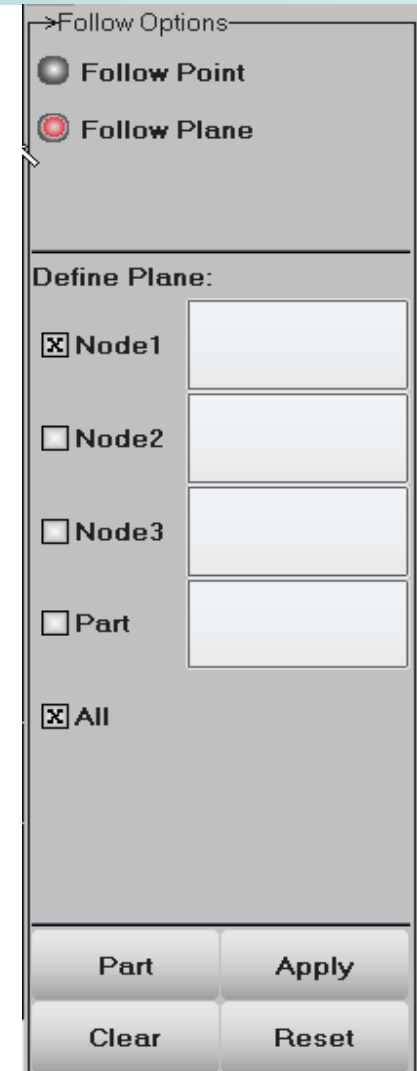 ->Follow Options
Follow Point
Follow Plane
Define Plane:
Node1
Node2
Node3
Part
All
Part Apply
Clear Reset